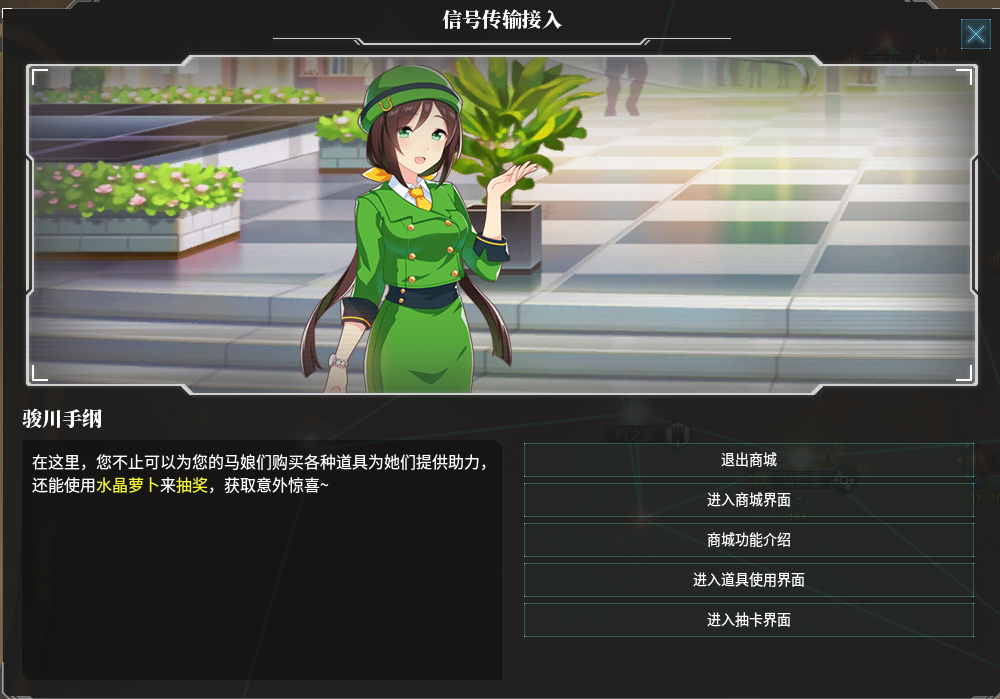 信号传输接入
骏川手纲
在这里，您不止可以为您的马娘们购买各种道具为她们提供助力，
还能使用水晶萝卜来抽奖，获取意外惊喜~
退出商城
进入商城界面
商城功能介绍
进入道具使用界面
进入抽卡界面